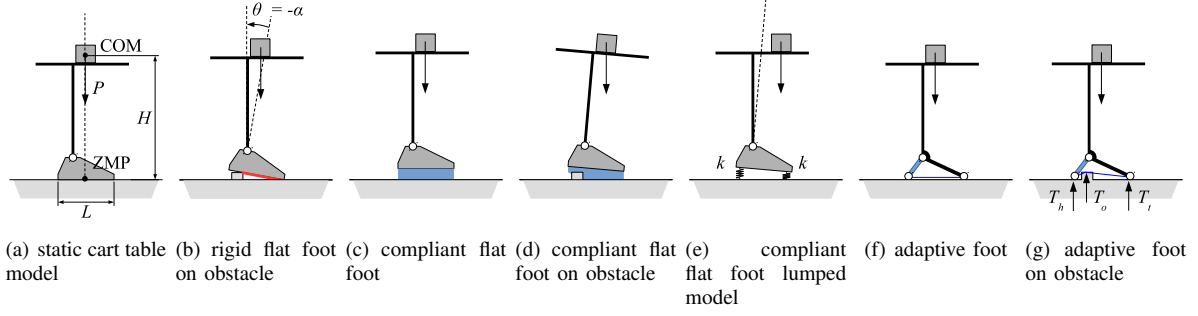 COM
P
H
ZMP
L
θ = -α
k
k
T_h
T_o
T_t
(a) static cart table
model
(b) rigid flat foot
on obstacle
(c) compliant flat
foot
(d) compliant flat
foot on obstacle
(e) compliant
flat foot lumped
model
(f) adaptive foot
(g) adaptive foot
on obstacle